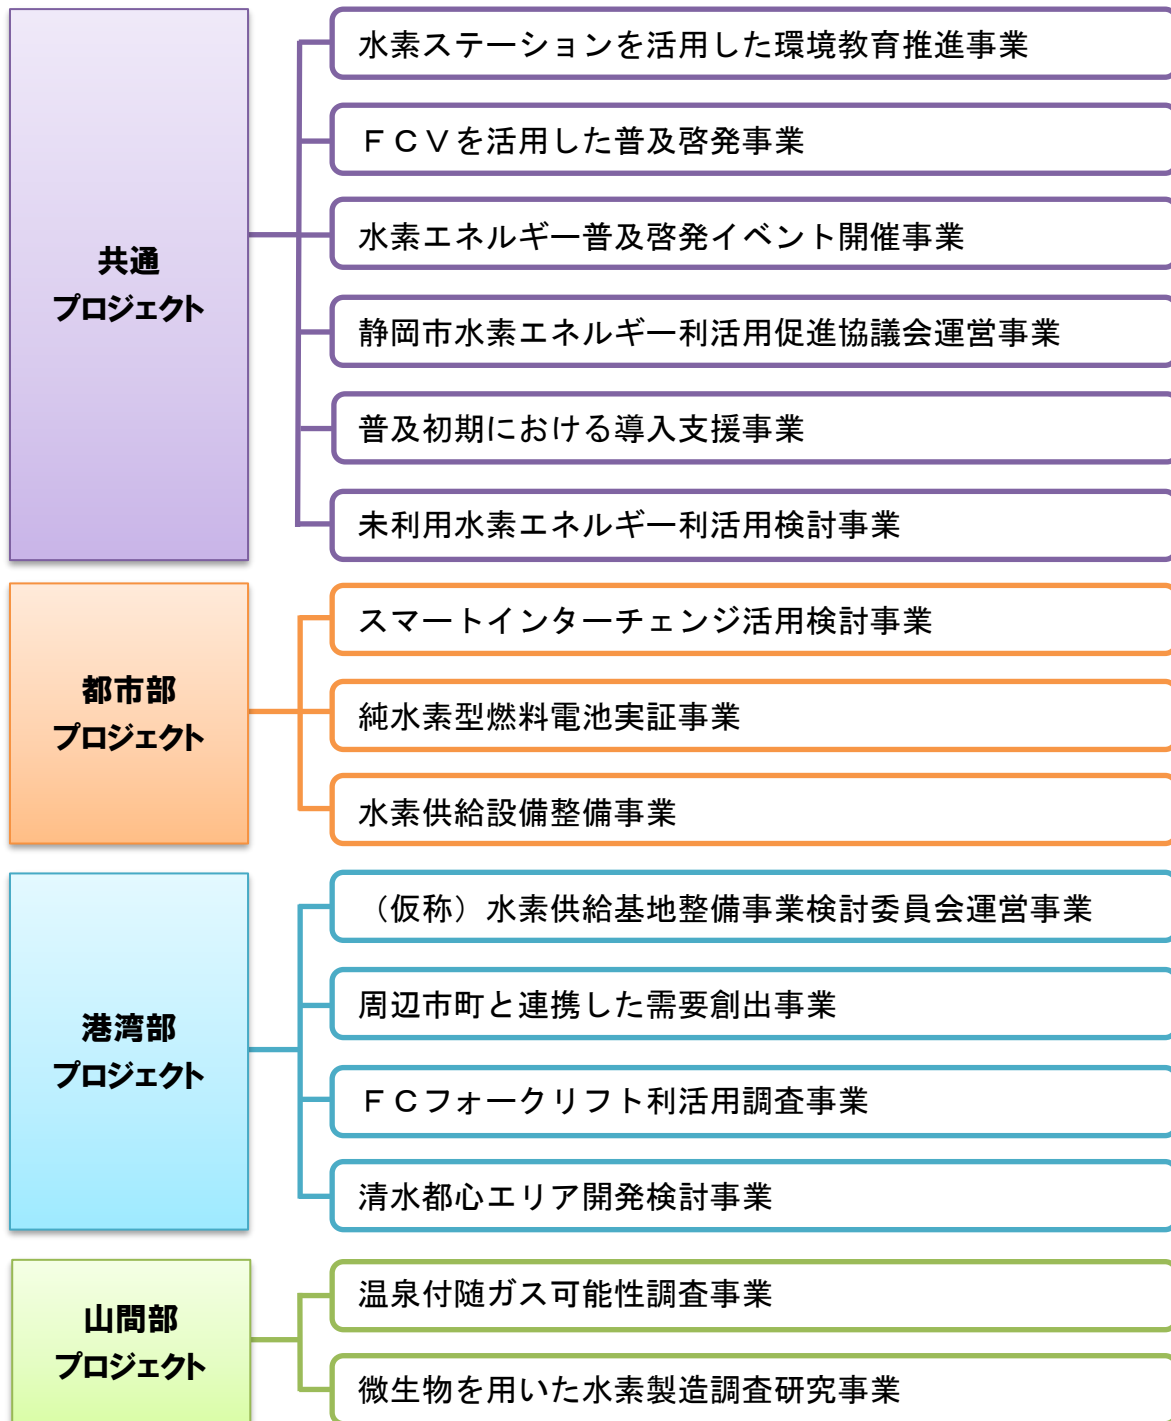 共通
プロジェクト
水素ステーションを活用した環境教育推進事業
ＦＣＶを活用した普及啓発事業
水素エネルギー普及啓発イベント開催事業
静岡市水素エネルギー利活用促進協議会運営事業
普及初期における導入支援事業
未利用水素エネルギー利活用検討事業
都市部
プロジェクト
スマートインターチェンジ活用検討事業
純水素型燃料電池実証事業
水素供給設備整備事業
港湾部
プロジェクト
（仮称）水素供給基地整備事業検討委員会運営事業
周辺市町と連携した需要創出事業
ＦＣフォークリフト利活用調査事業
清水都心エリア開発検討事業
山間部
プロジェクト
温泉付随ガス可能性調査事業
微生物を用いた水素製造調査研究事業